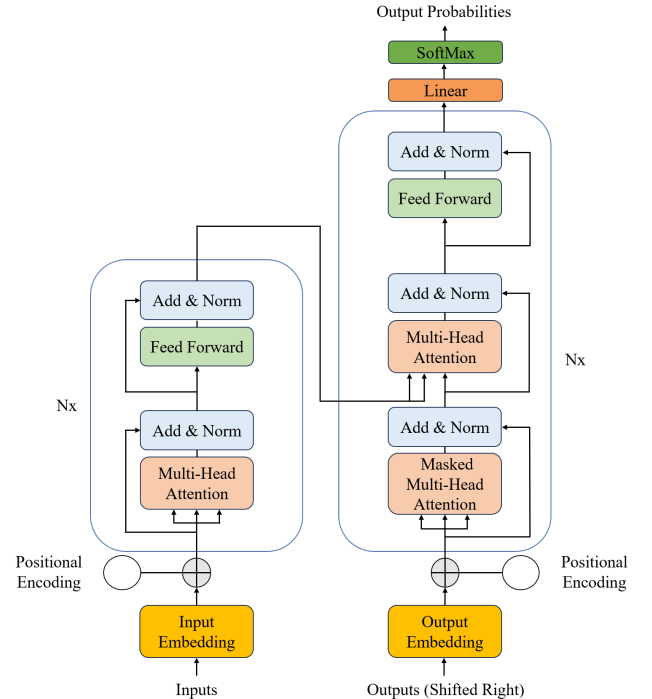 Output Probabilities
SoftMax
Linear
Add & Norm
Feed Forward
Add & Norm
Multi-Head
Attention
Nx
Add & Norm
Masked
Multi-Head
Attention
Positional
Encoding
Output
Embedding
Outputs (Shifted Right)
Add & Norm
Feed Forward
Nx
Add & Norm
Multi-Head
Attention
Positional
Encoding
Input
Embedding
Inputs